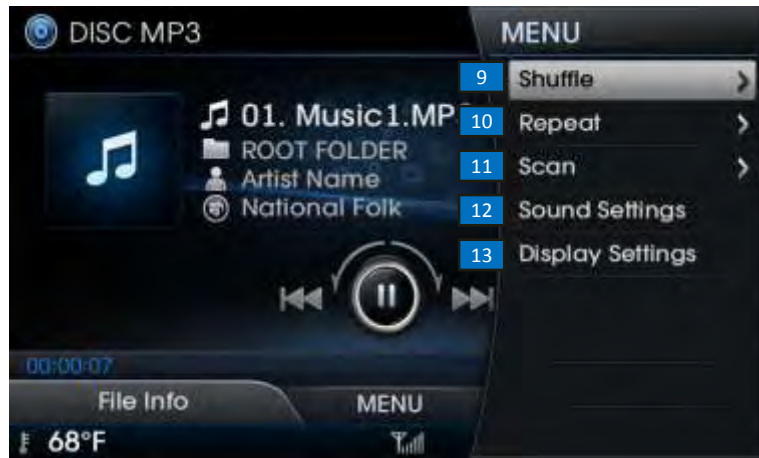 DISC MP3
MENU
01. Music1.MP
ROOT FOLDER
Artist Name
National Folk
00:00:07
File Info
MENU
68°F
9 Shuffle
10 Repeat
11 Scan
12 Sound Settings
13 Display Settings